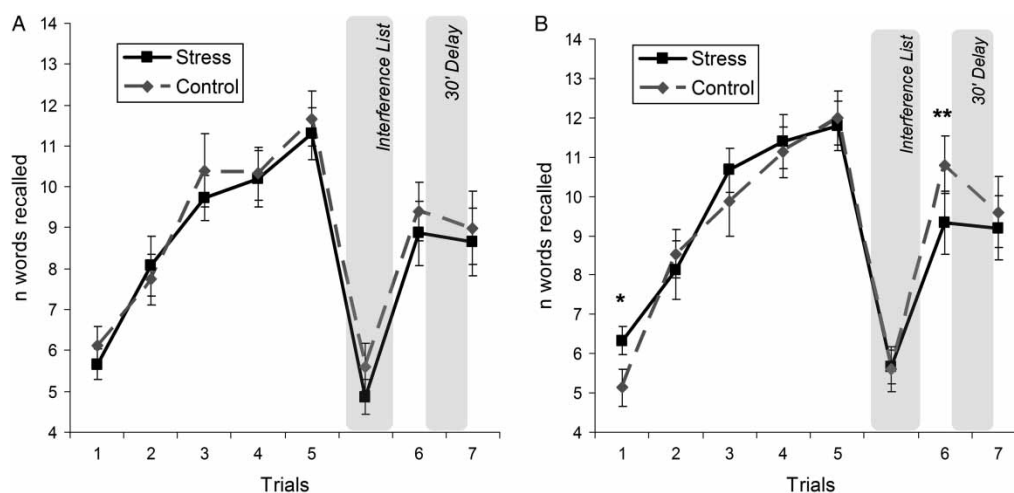 A
n words recalled
14
13
12
11
10
9
8
7
6
5
4
Stress
Control
Interference List
30' Delay
1 2 3 4 5 6 7
Trials
B
n words recalled
14
13
12
11
10
9
8
7
6
5
4
Stress
Control
Interference List
30' Delay
*
**
1 2 3 4 5 6 7
Trials